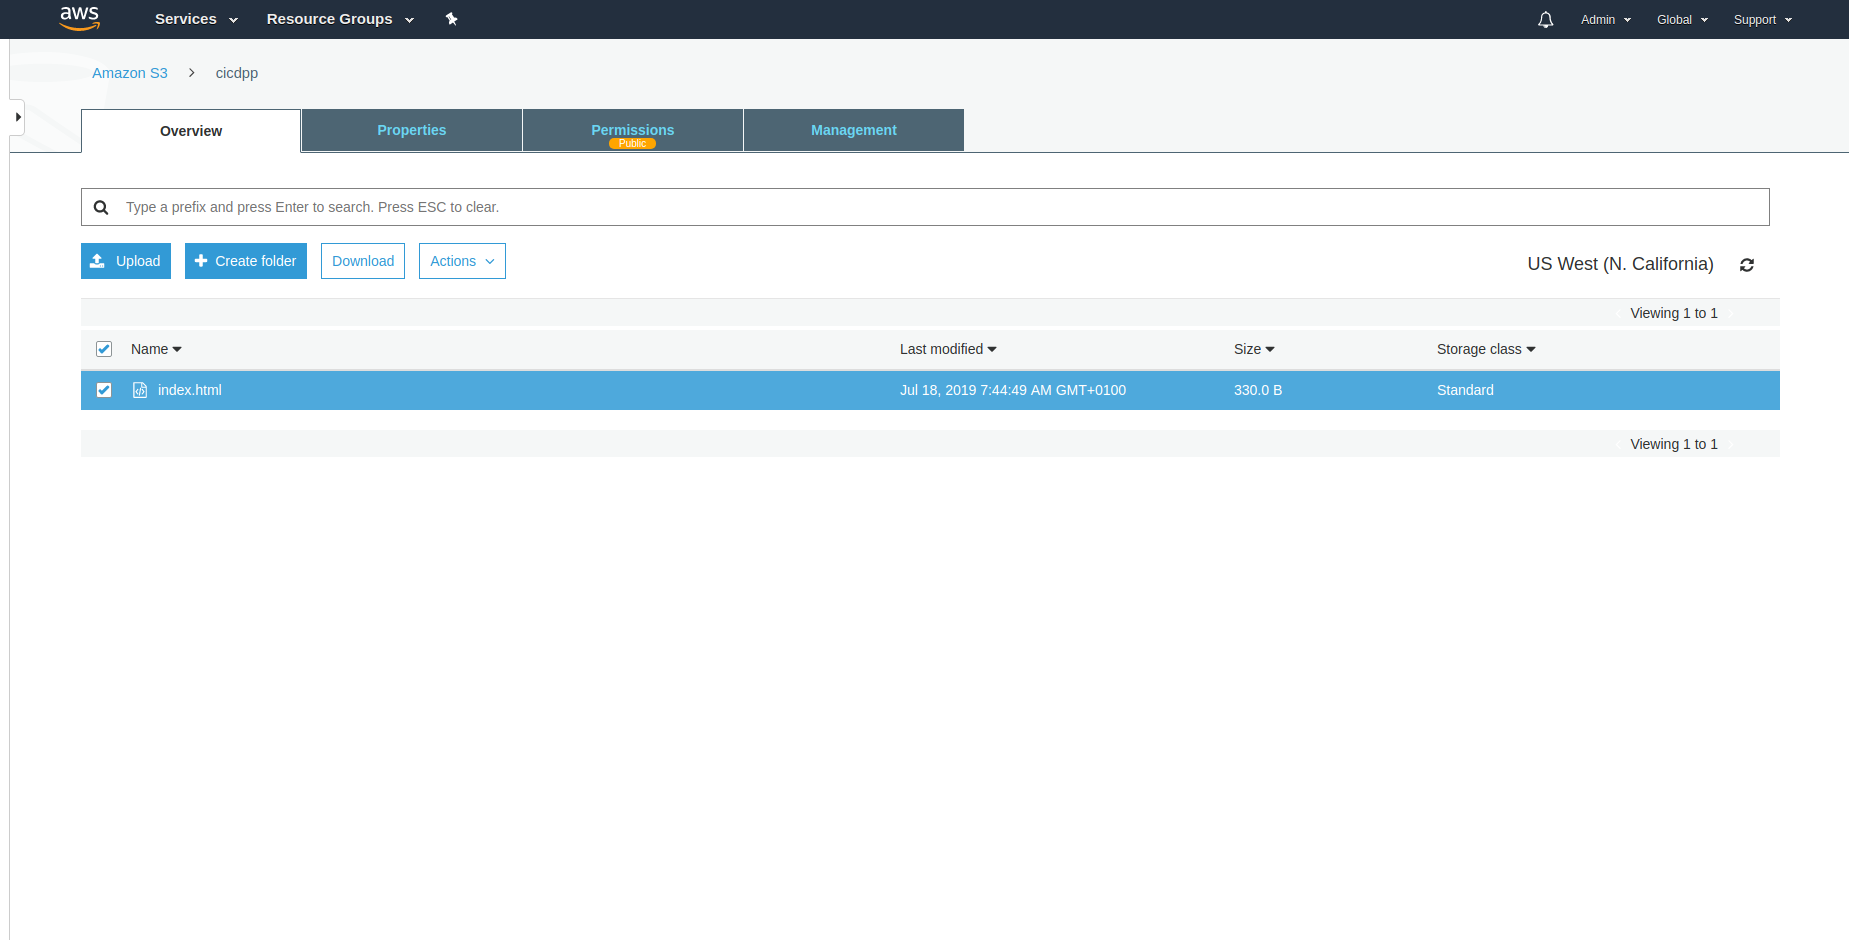 aws Services Resource Groups Admin Global Support
Amazon S3 > cicdpp
Overview Properties Permissions Management
Public
Type a prefix and press Enter to search. Press ESC to clear.
Upload Create folder Download Actions US West (N. California)
Viewing 1 to 1
Name Last modified Size Storage class
index.html Jul 18, 2019 7:44:49 AM GMT+0100 330.0 B Standard
Viewing 1 to 1